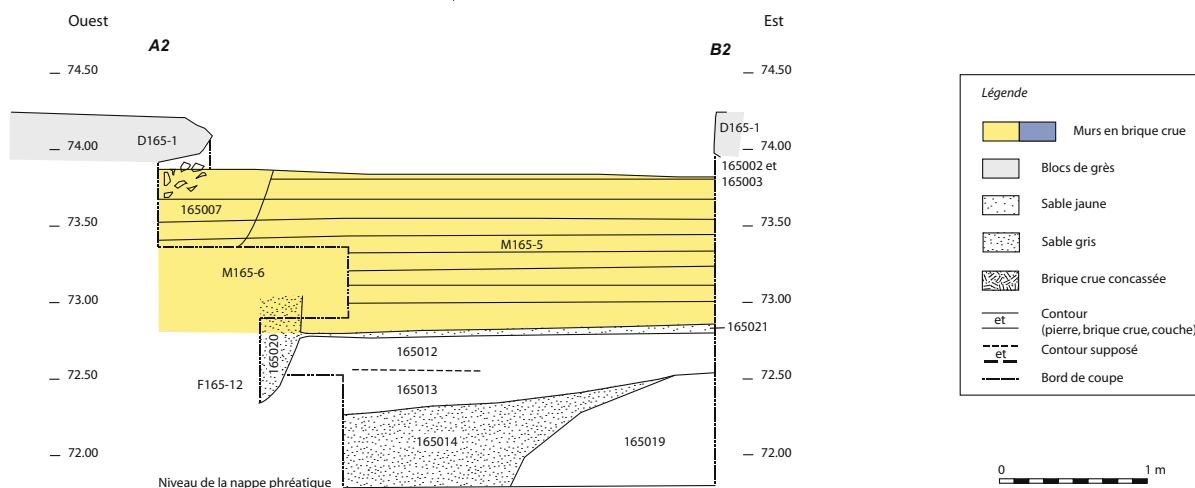 Ouest
Est
A2
B2
74.50
74.50
Légende
D165-1
D165-1
Murs en brique crue
74.00
74.00
165002 et
165003
Blocs de grès
165007
Sable jaune
73.50
73.50
M165-5
Sable gris
M165-6
Brique crue concassée
73.00
73.00
165021
Contour
(pierre, brique crue, couche)
et
165020
165012
Contour supposé
et
F165-12
165013
72.50
72.50
Bord de coupe
165014
165019
72.00
72.00
Niveau de la nappe phréatique
0
1 m